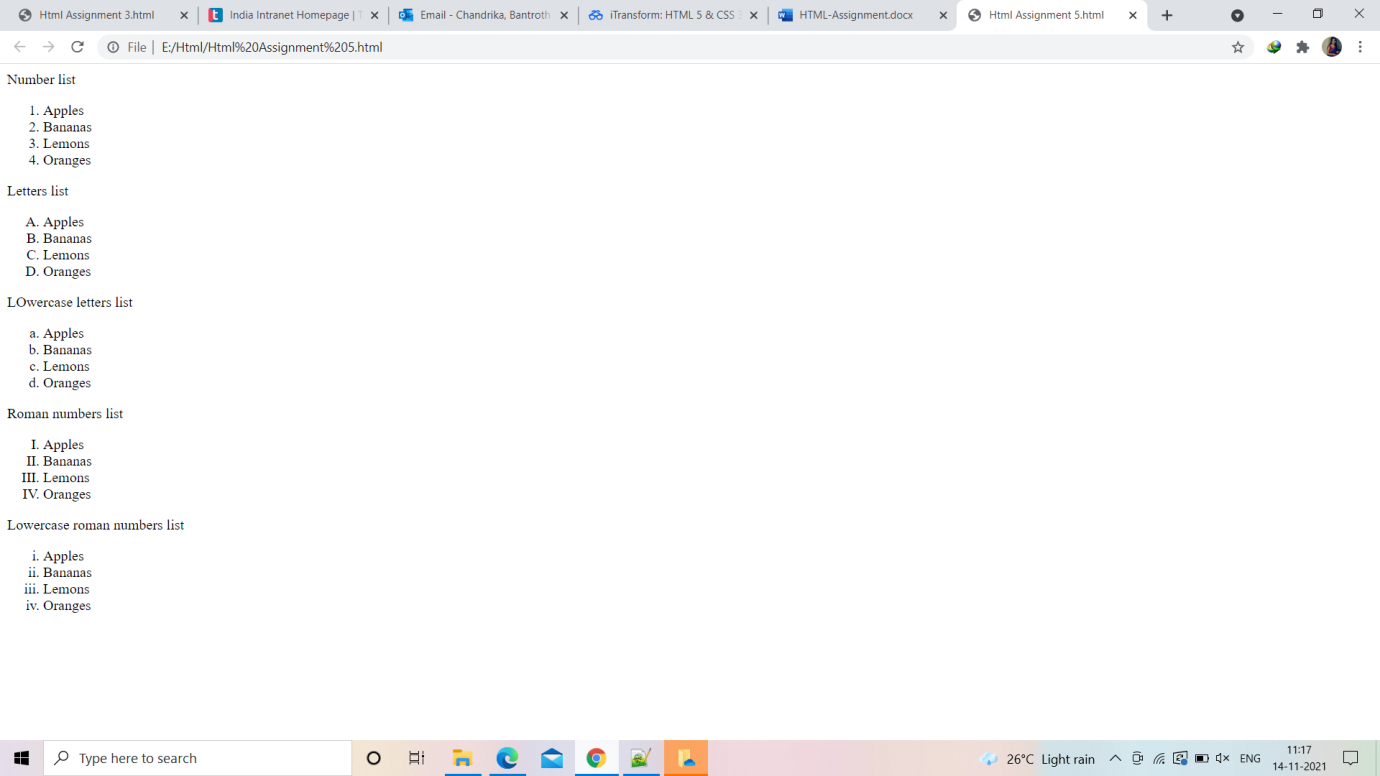 Html Assignment 3.html
India Intranet Homepage |
Email - Chandrika, Bantroth
iTransform: HTML 5 & CSS
HTML-Assignment.docx
Html Assignment 5.html
File | E:/Html/Html%20Assignment%205.html
Number list
1. Apples
2. Bananas
3. Lemons
4. Oranges
Letters list
A. Apples
B. Bananas
C. Lemons
D. Oranges
LOwercase letters list
a. Apples
b. Bananas
c. Lemons
d. Oranges
Roman numbers list
I. Apples
II. Bananas
III. Lemons
IV. Oranges
Lowercase roman numbers list
i. Apples
ii. Bananas
iii. Lemons
iv. Oranges
Type here to search
26°C Light rain
ENG
11:17
14-11-2021